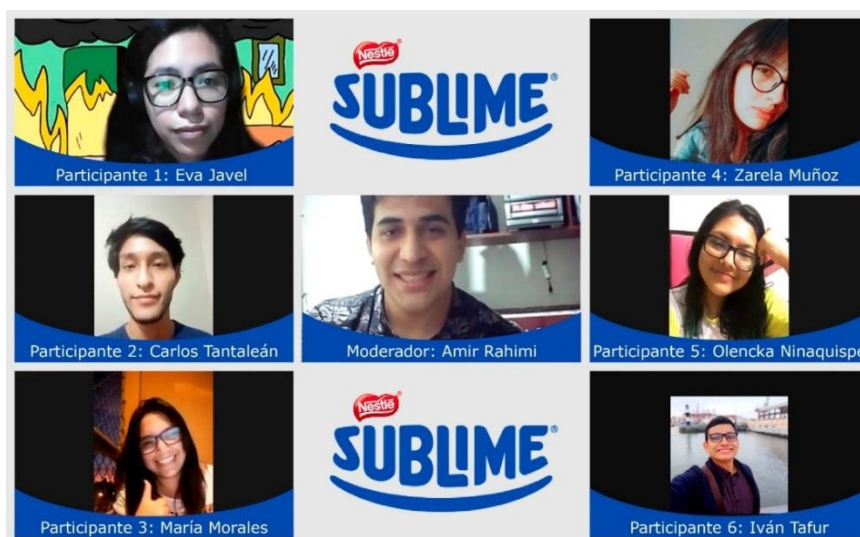 Participante 1: Eva Javel
Nestlé
SUBLIME®
Participante 4: Zarela Muñoz
Participante 2: Carlos Tantaleán
Moderador: Amir Rahimi
Participante 5: Olencka Ninaquispe
Participante 3: María Morales
Nestlé
SUBLIME®
Participante 6: Iván Tafur